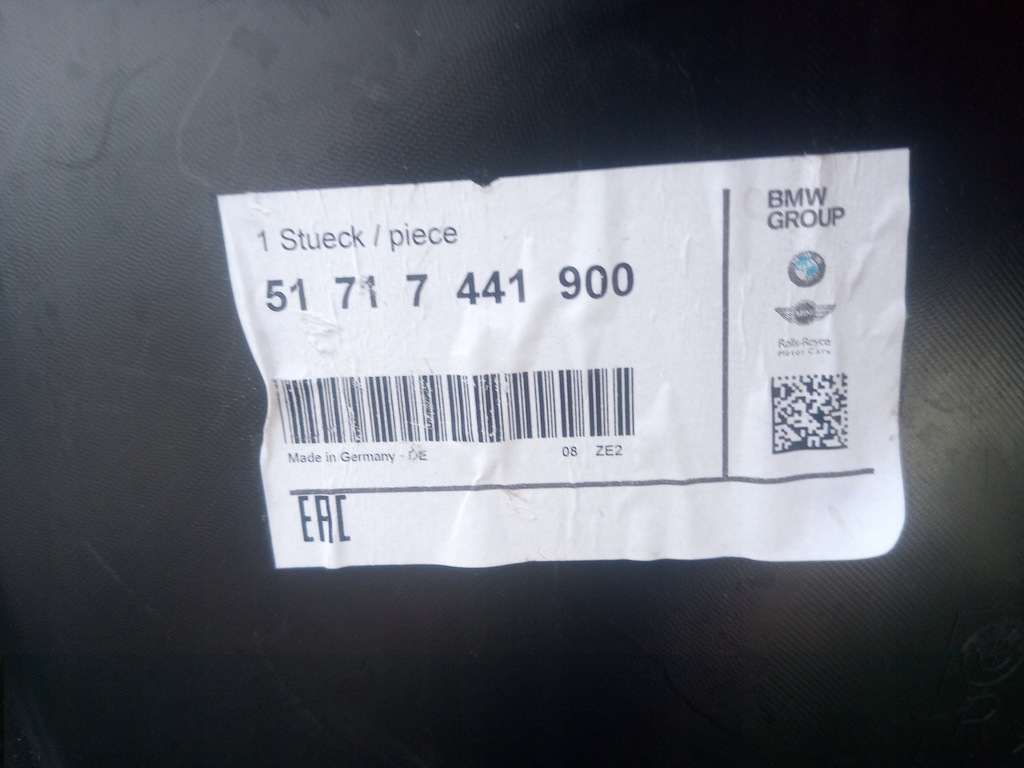 1 Stueck / piece
51 71 7 441 900
Made in Germany - DE
08 ZE2
EAC
BMW
GROUP
MINI
Rolls-Royce
Motor Cars